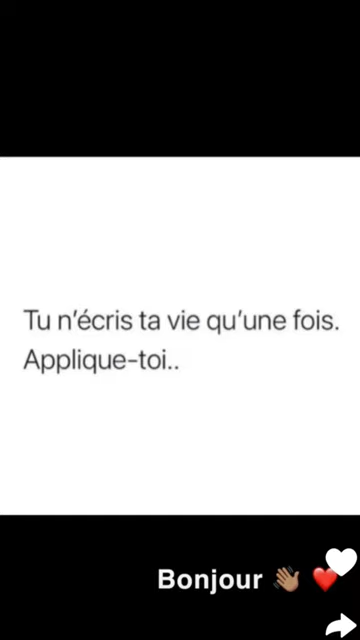 Tu n’écris ta vie qu’une fois.
Applique-toi..
Bonjour 👋🏽 ❤️